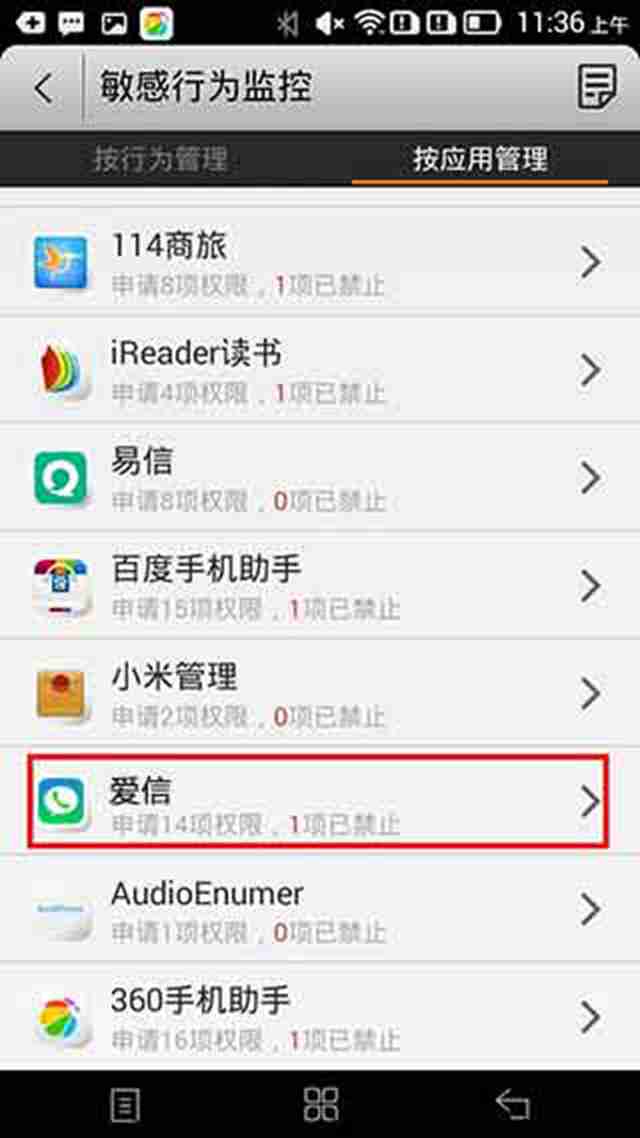 11:36上午
敏感行为监控
按行为管理
按应用管理
114商旅
申请8项权限，1项已禁止
iReader读书
申请4项权限，1项已禁止
易信
申请8项权限，0项已禁止
百度手机助手
申请15项权限，1项已禁止
小米管理
申请2项权限，0项已禁止
爱信
申请14项权限，1项已禁止
AudioEnumer
申请1项权限，0项已禁止
360手机助手
申请16项权限，1项已禁止